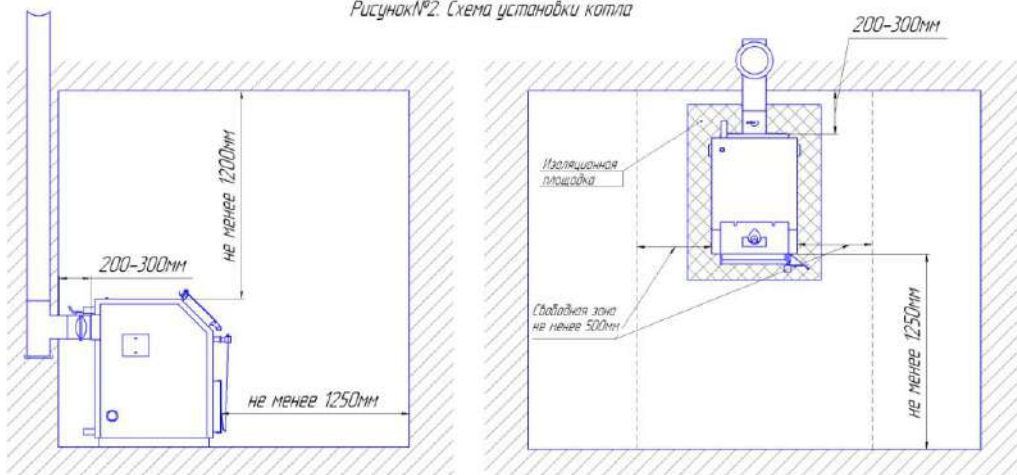 Рисунок№2. Схема установки котла
200-300мм
не менее 1200мм
200-300мм
не менее 1250мм
Изоляционная
площадка
Свободная зона
не менее 500мм
не менее 1250мм